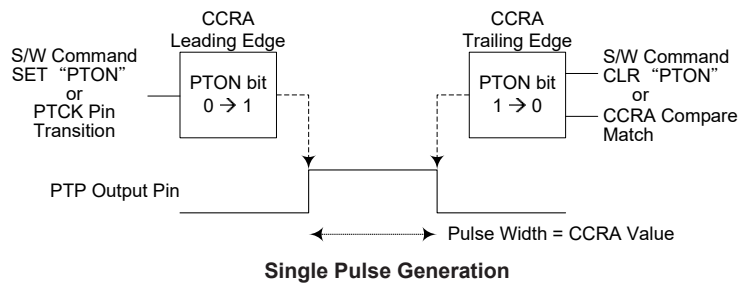 CCRA
Leading Edge
CCRA
Trailing Edge
S/W Command
SET “PTON”
or
PTCK Pin
Transition
PTON bit
0 → 1
PTON bit
1 → 0
S/W Command
CLR “PTON”
or
CCRA Compare
Match
PTP Output Pin
Pulse Width = CCRA Value
Single Pulse Generation